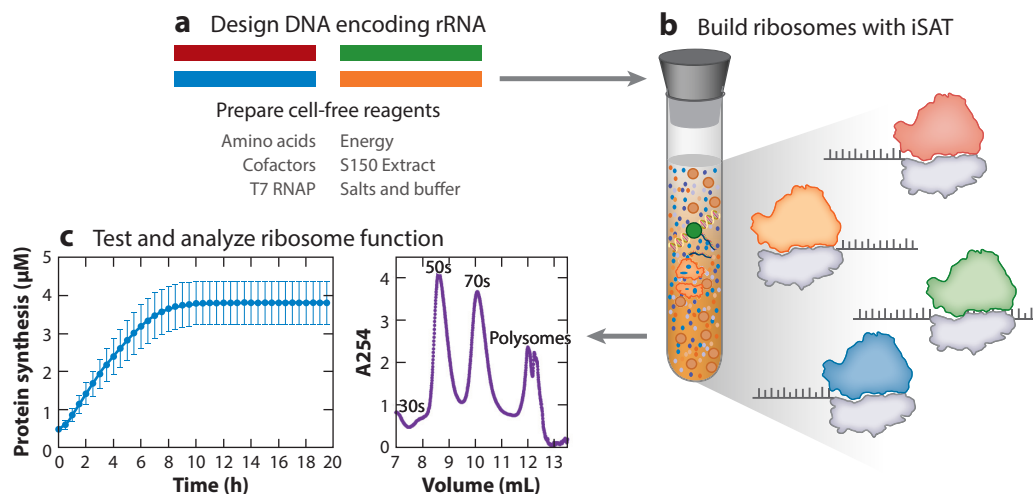 a Design DNA encoding rRNA
Prepare cell-free reagents
Amino acids Energy
Cofactors S150 Extract
T7 RNAP Salts and buffer
b Build ribosomes with iSAT
c Test and analyze ribosome function
Protein synthesis (µM)
5
4
3
2
1
0
0 2 4 6 8 10 12 14 16 18 20
Time (h)
A254
4
3
2
1
0
50s
70s
Polysomes
30s
7 8 9 10 11 12 13
Volume (mL)